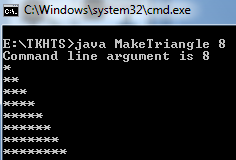 C:\Windows\system32\cmd.exe
E:\TKHTS>java MakeTriangle 8
Command line argument is 8
*
**
***
****
*****
******
*******
********